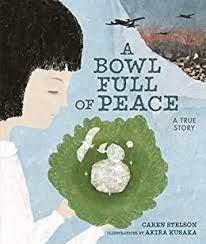 A
BOWL
FULL
OF PEACE
A TRUE
STORY
CAREN STELSON
ILLUSTRATIONS BY AKIRA KUSAKA